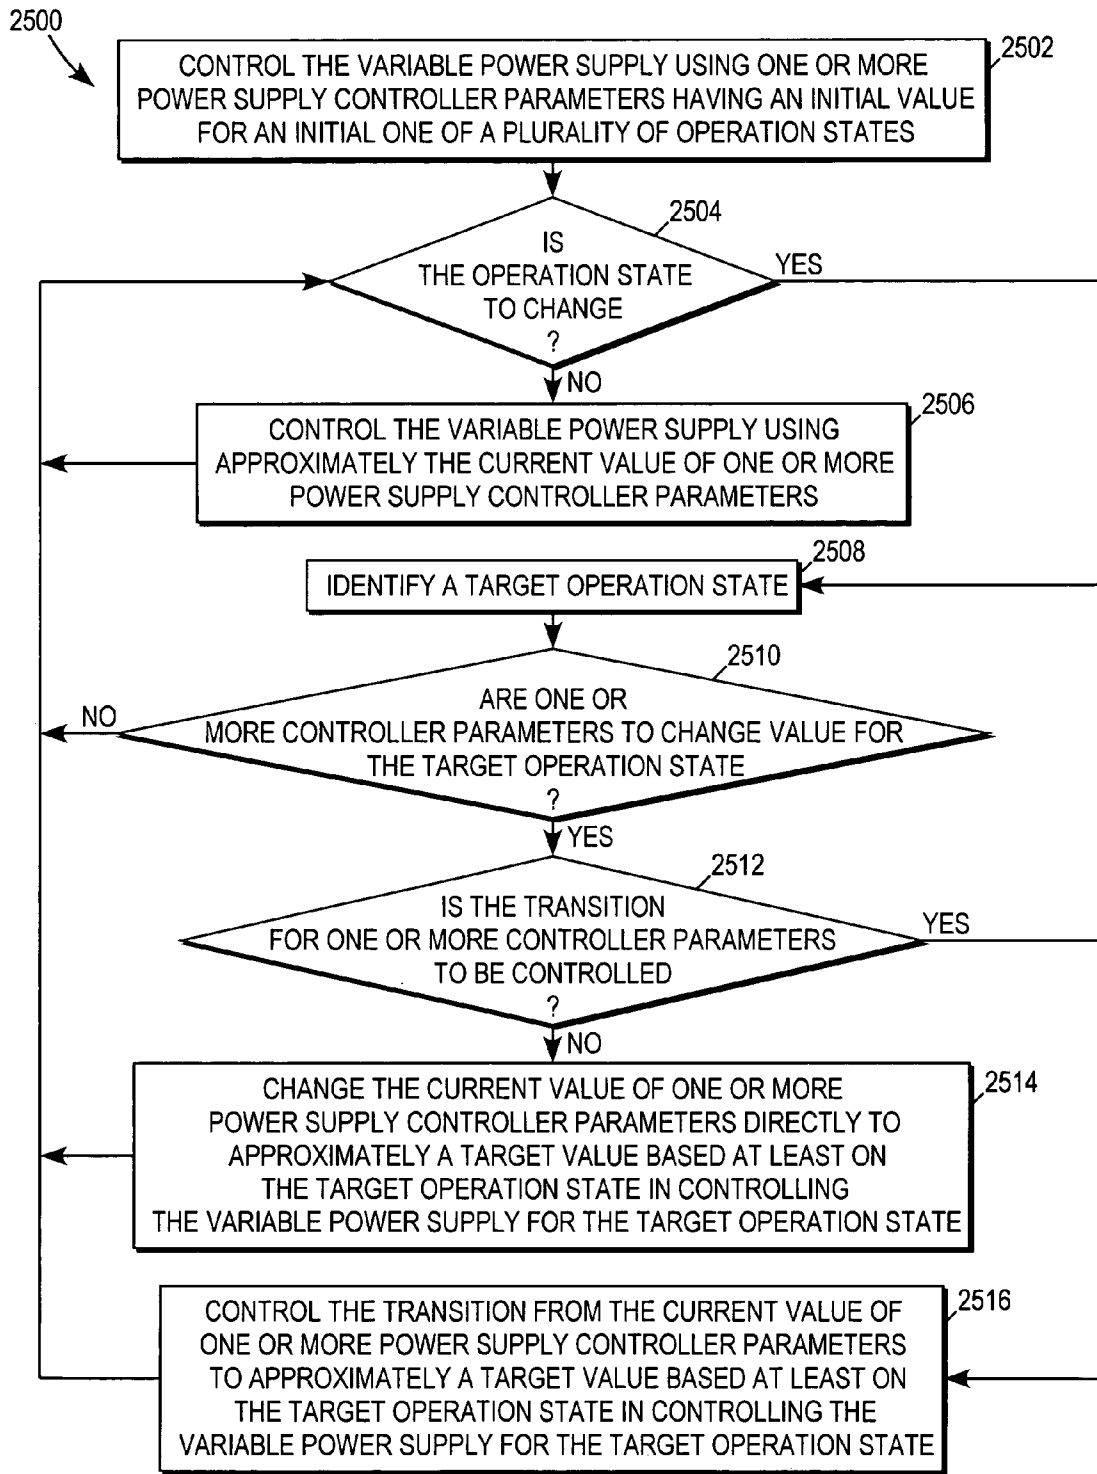 2500
2502
CONTROL THE VARIABLE POWER SUPPLY USING ONE OR MORE
POWER SUPPLY CONTROLLER PARAMETERS HAVING AN INITIAL VALUE
FOR AN INITIAL ONE OF A PLURALITY OF OPERATION STATES
2504
IS
THE OPERATION STATE
TO CHANGE
?
YES
NO
2506
CONTROL THE VARIABLE POWER SUPPLY USING
APPROXIMATELY THE CURRENT VALUE OF ONE OR MORE
POWER SUPPLY CONTROLLER PARAMETERS
2508
IDENTIFY A TARGET OPERATION STATE
2510
ARE ONE OR
MORE CONTROLLER PARAMETERS TO CHANGE VALUE FOR
THE TARGET OPERATION STATE
?
NO
YES
2512
IS THE TRANSITION
FOR ONE OR MORE CONTROLLER PARAMETERS
TO BE CONTROLLED
?
YES
NO
2514
CHANGE THE CURRENT VALUE OF ONE OR MORE
POWER SUPPLY CONTROLLER PARAMETERS DIRECTLY TO
APPROXIMATELY A TARGET VALUE BASED AT LEAST ON
THE TARGET OPERATION STATE IN CONTROLLING
THE VARIABLE POWER SUPPLY FOR THE TARGET OPERATION STATE
2516
CONTROL THE TRANSITION FROM THE CURRENT VALUE OF
ONE OR MORE POWER SUPPLY CONTROLLER PARAMETERS
TO APPROXIMATELY A TARGET VALUE BASED AT LEAST ON
THE TARGET OPERATION STATE IN CONTROLLING THE
VARIABLE POWER SUPPLY FOR THE TARGET OPERATION STATE